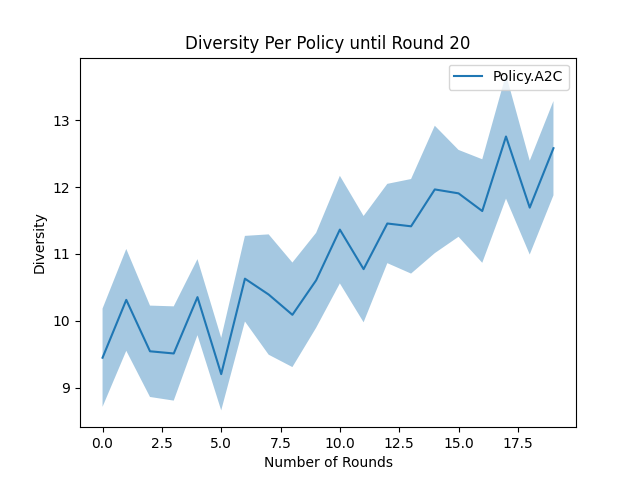 Diversity Per Policy until Round 20
Policy.A2C
13
12
11
10
9
Diversity
0.0 2.5 5.0 7.5 10.0 12.5 15.0 17.5
Number of Rounds